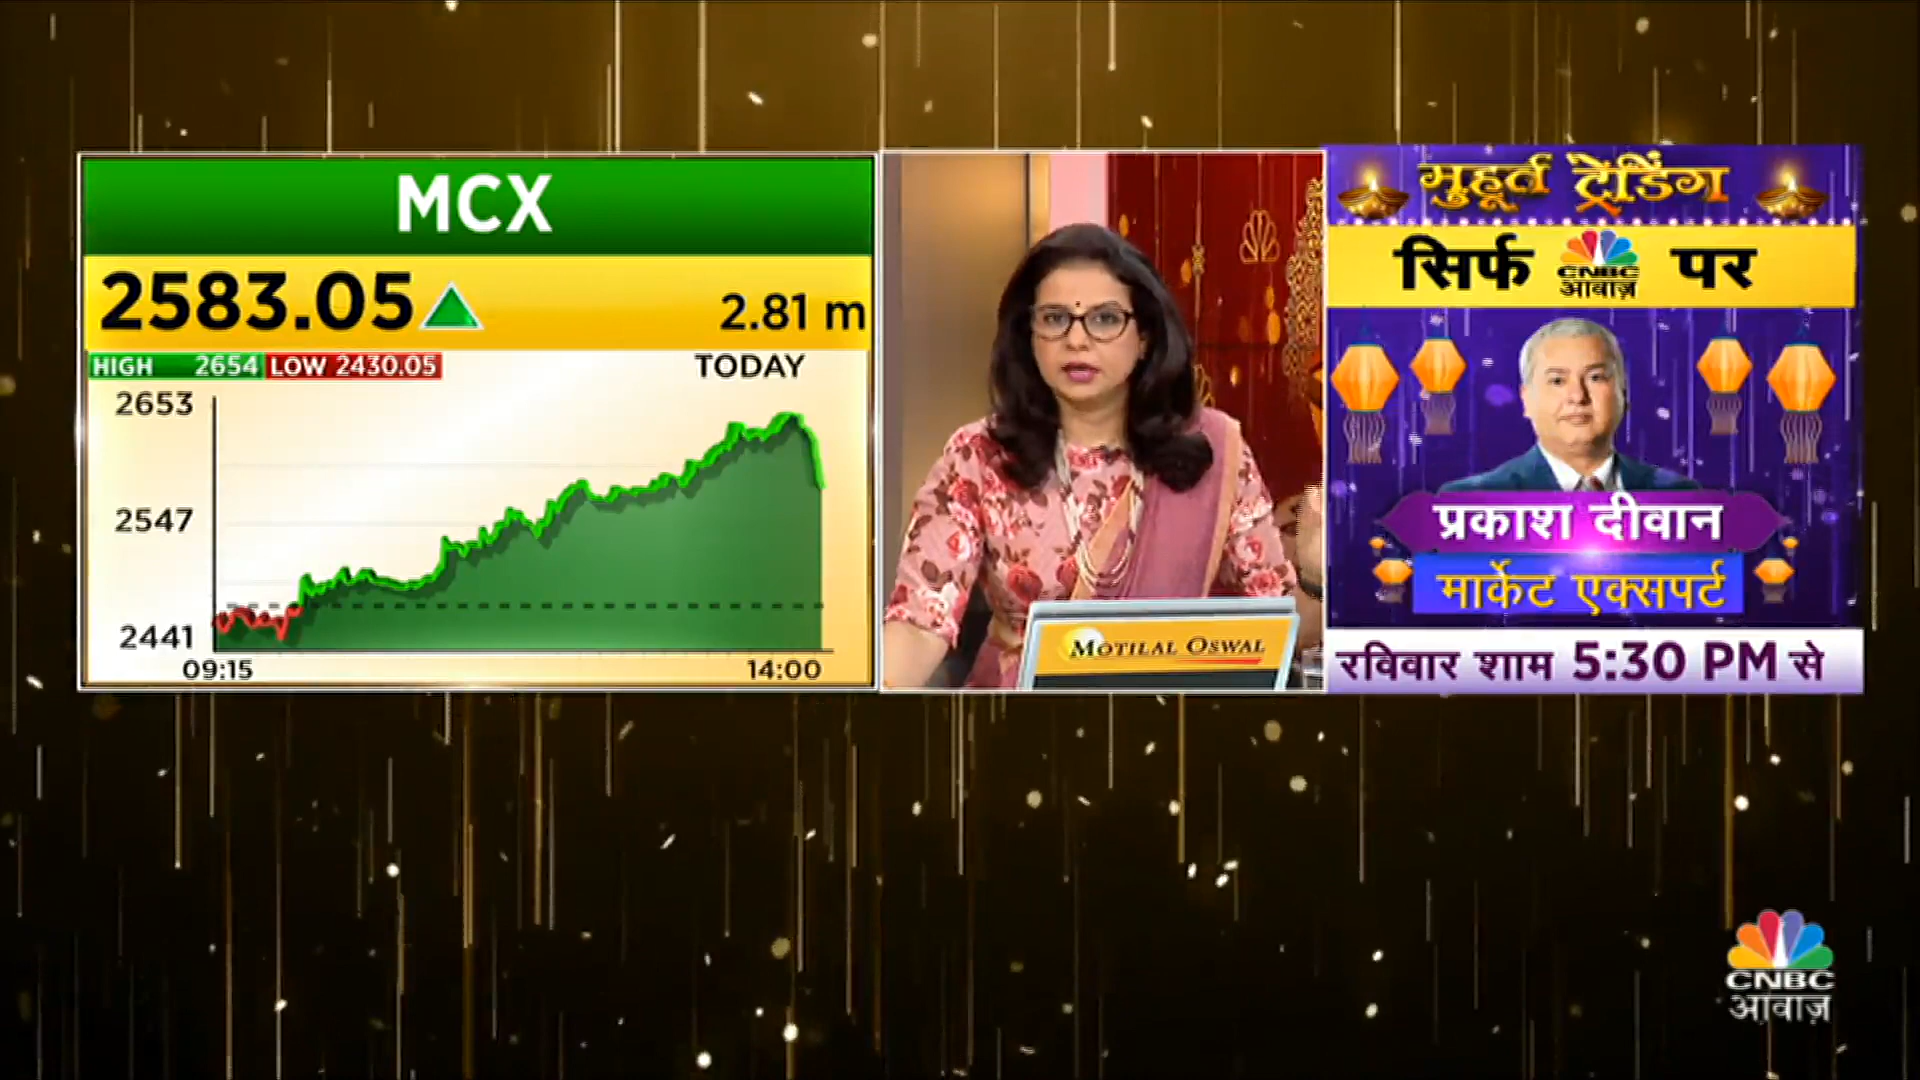 MCX
2583.05
2.81 m
HIGH 2654 LOW 2430.05
TODAY
2653
2547
2441
09:15
14:00
MOTILAL OSWAL
मुहूर्त ट्रेडिंग
सिर्फ CNBC आवाज़ पर
प्रकाश दीवान
मार्केट एक्सपर्ट
रविवार शाम 5:30 PM से
CNBC
आवाज़